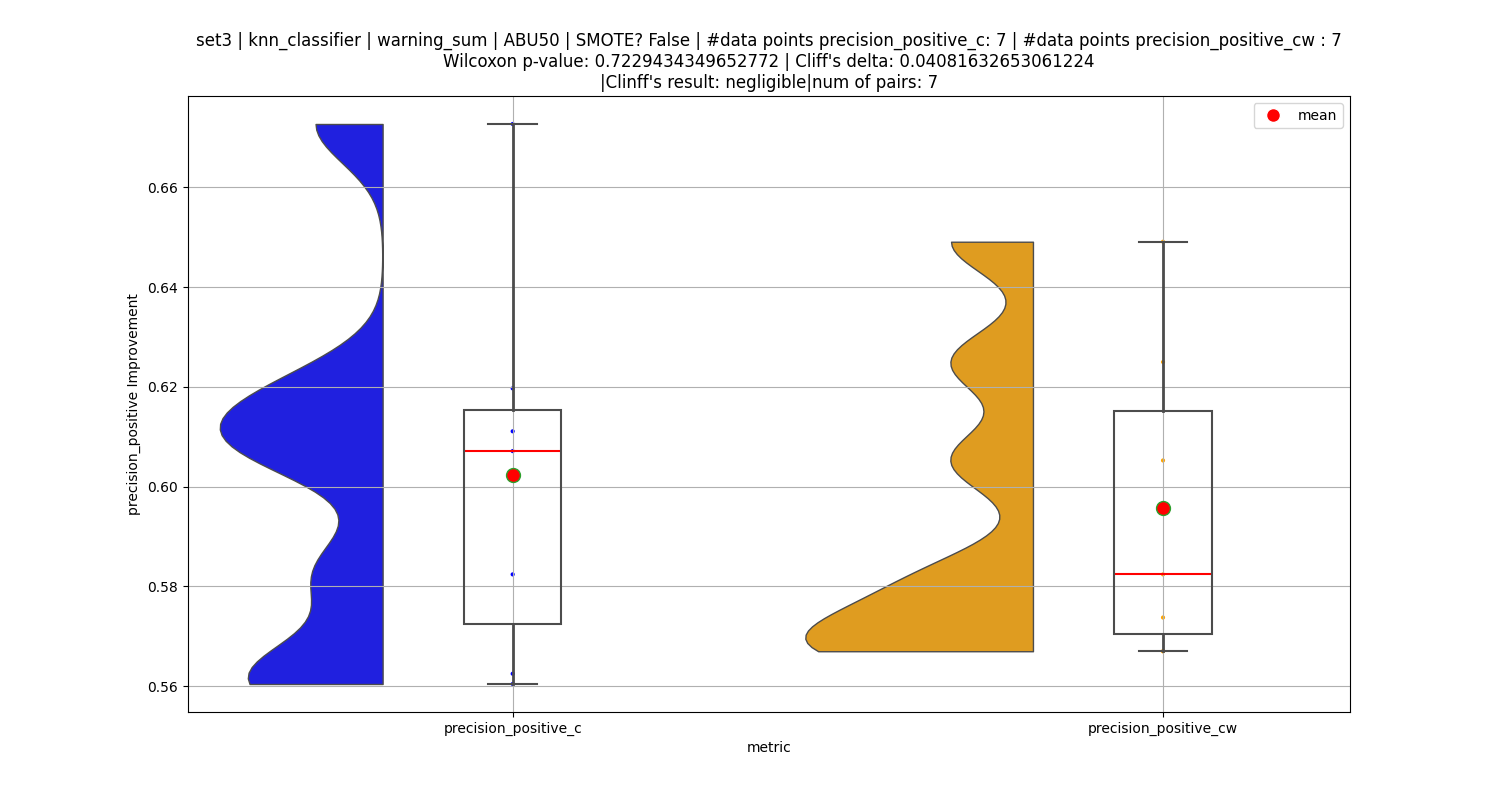 set3 | knn_classifier | warning_sum | ABU50 | SMOTE? False | #data points precision_positive_c: 7 | #data points precision_positive_cw : 7
Wilcoxon p-value: 0.7229434349652772 | Cliff's delta: 0.04081632653061224
|Clinff's result: negligible|num of pairs: 7
mean
0.66
0.64
0.62
0.60
0.58
0.56
precision_positive Improvement
precision_positive_c
precision_positive_cw
metric